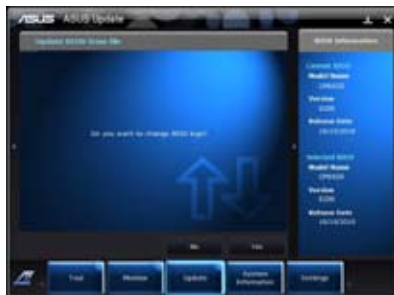 ASUS ASUS Update
Update BIOS from file
BIOS Information
Current BIOS
Model Name
Version
Release Date
Do you want to change BIOS logo?
Selected BIOS
Model Name
Version
Release Date
No Yes
Tool Monitor Update System Information Settings